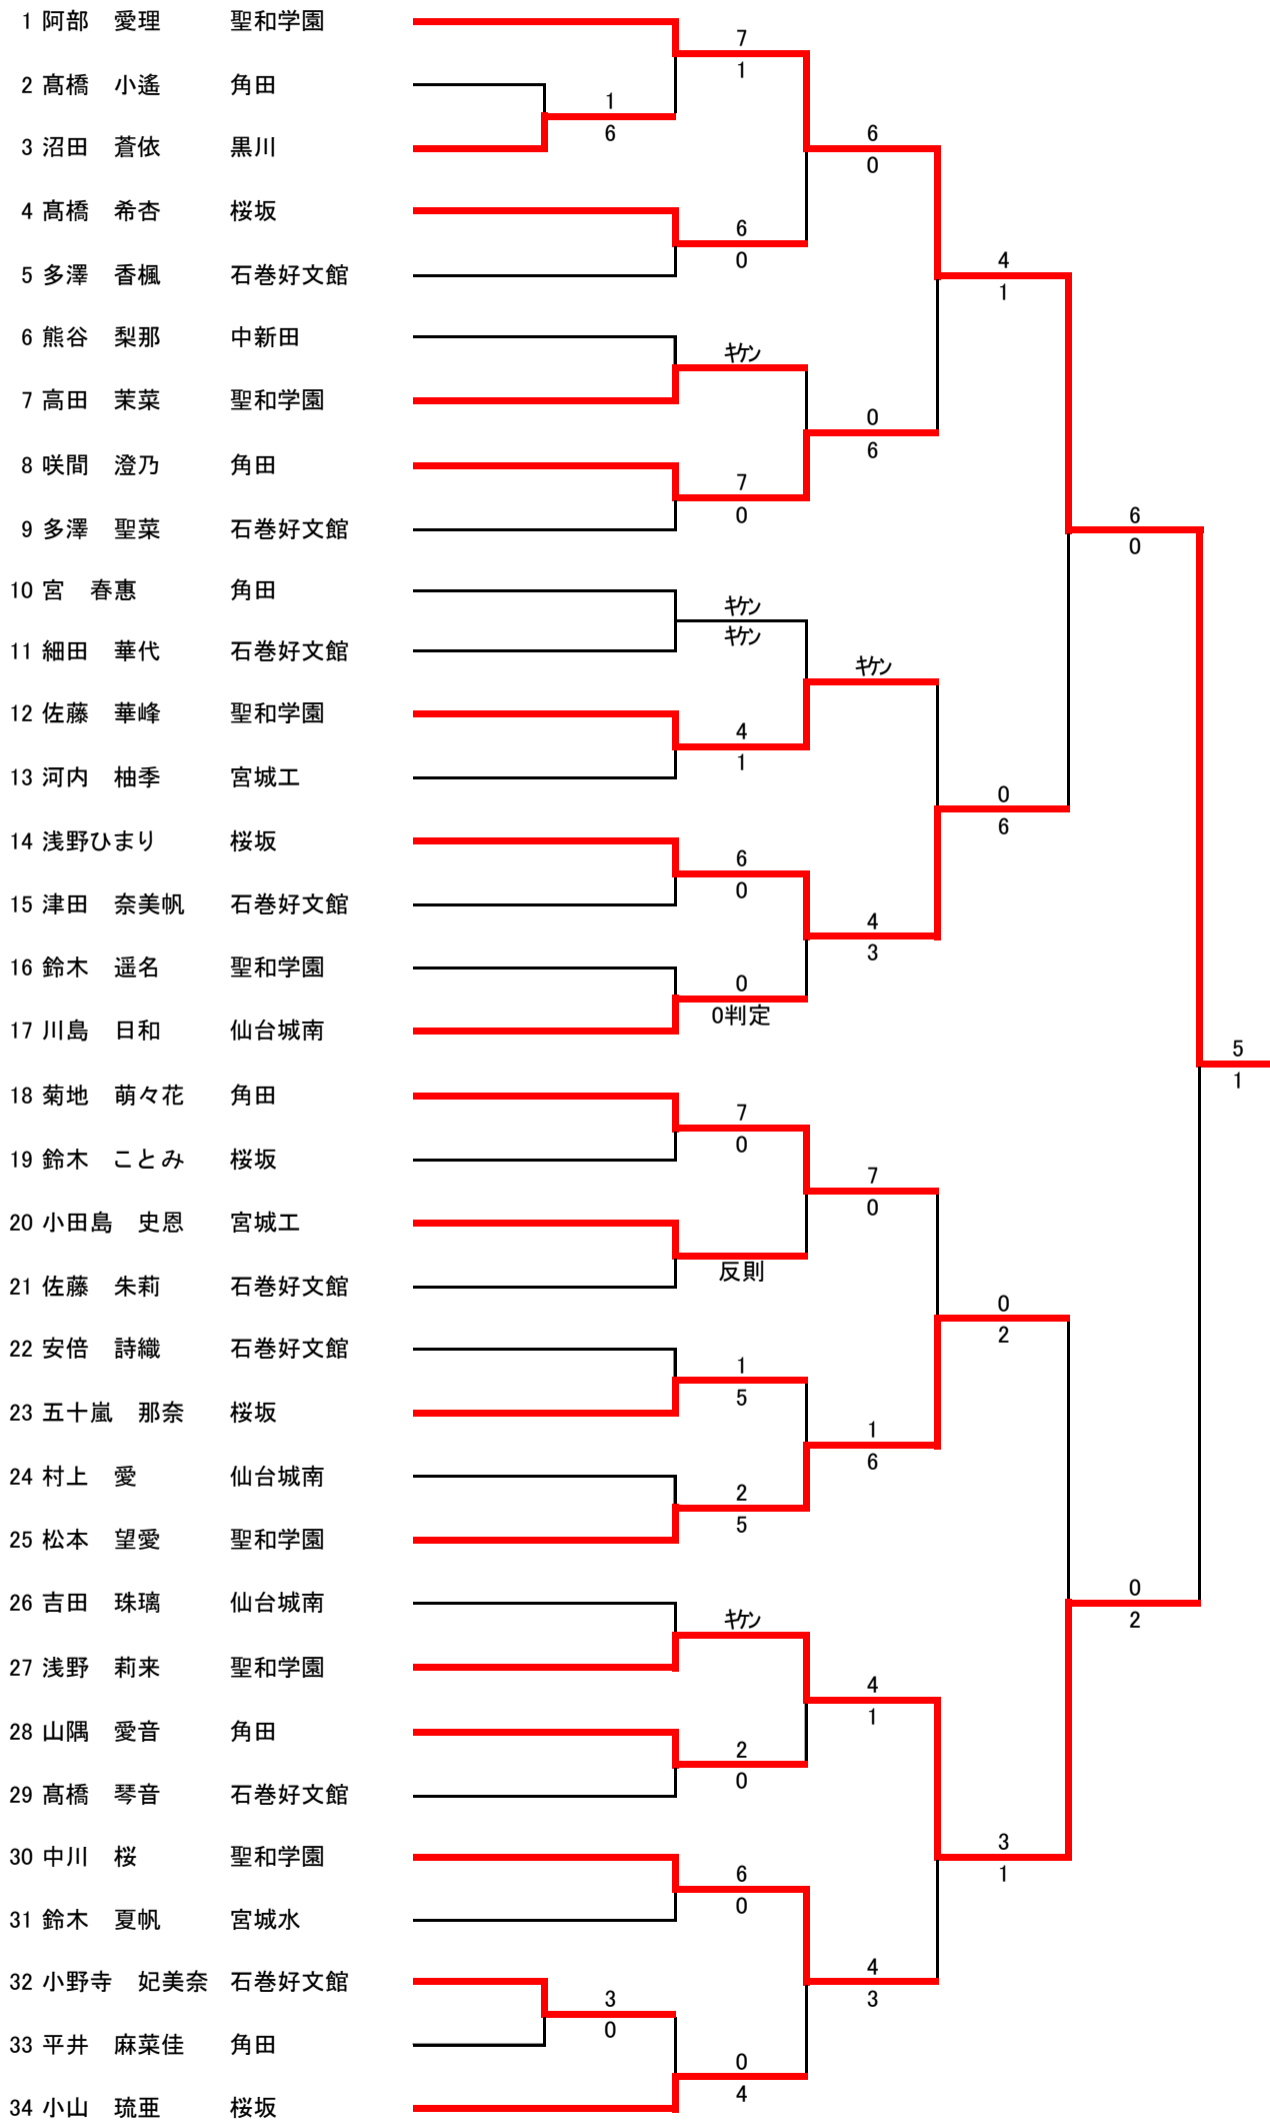 1 阿部　愛理 聖和学園
7
1
2 髙橋　小遙 角田
1
6
3 沼田　蒼依 黒川
6
0
4 髙橋　希杏 桜坂
6
0
5 多澤　香楓 石巻好文館
4
1
6 熊谷　梨那 中新田
キケン
7 高田　茉菜 聖和学園
0
6
8 咲間　澄乃 角田
7
0
9 多澤　聖菜 石巻好文館
6
0
10 宮　春惠 角田
キケン
キケン
11 細田　華代 石巻好文館
キケン
12 佐藤　華峰 聖和学園
4
1
13 河内　柚季 宮城工
0
6
14 浅野ひまり 桜坂
6
0
15 津田　奈美帆 石巻好文館
4
3
16 鈴木　遥名 聖和学園
0
0判定
17 川島　日和 仙台城南
5
1
18 菊地　萌々花 角田
7
0
19 鈴木　ことみ 桜坂
7
0
20 小田島　史恩 宮城工
反則
21 佐藤　朱莉 石巻好文館
0
2
22 安倍　詩織 石巻好文館
1
5
23 五十嵐　那奈 桜坂
1
6
24 村上　愛 仙台城南
2
5
25 松本　望愛 聖和学園
0
2
26 吉田　珠璃 仙台城南
キケン
27 浅野　莉来 聖和学園
4
1
28 山隅　愛音 角田
2
0
29 髙橋　琴音 石巻好文館
3
1
30 中川　桜 聖和学園
6
0
31 鈴木　夏帆 宮城水
4
3
32 小野寺　妃美奈 石巻好文館
3
0
33 平井　麻菜佳 角田
0
4
34 小山　琉亜 桜坂